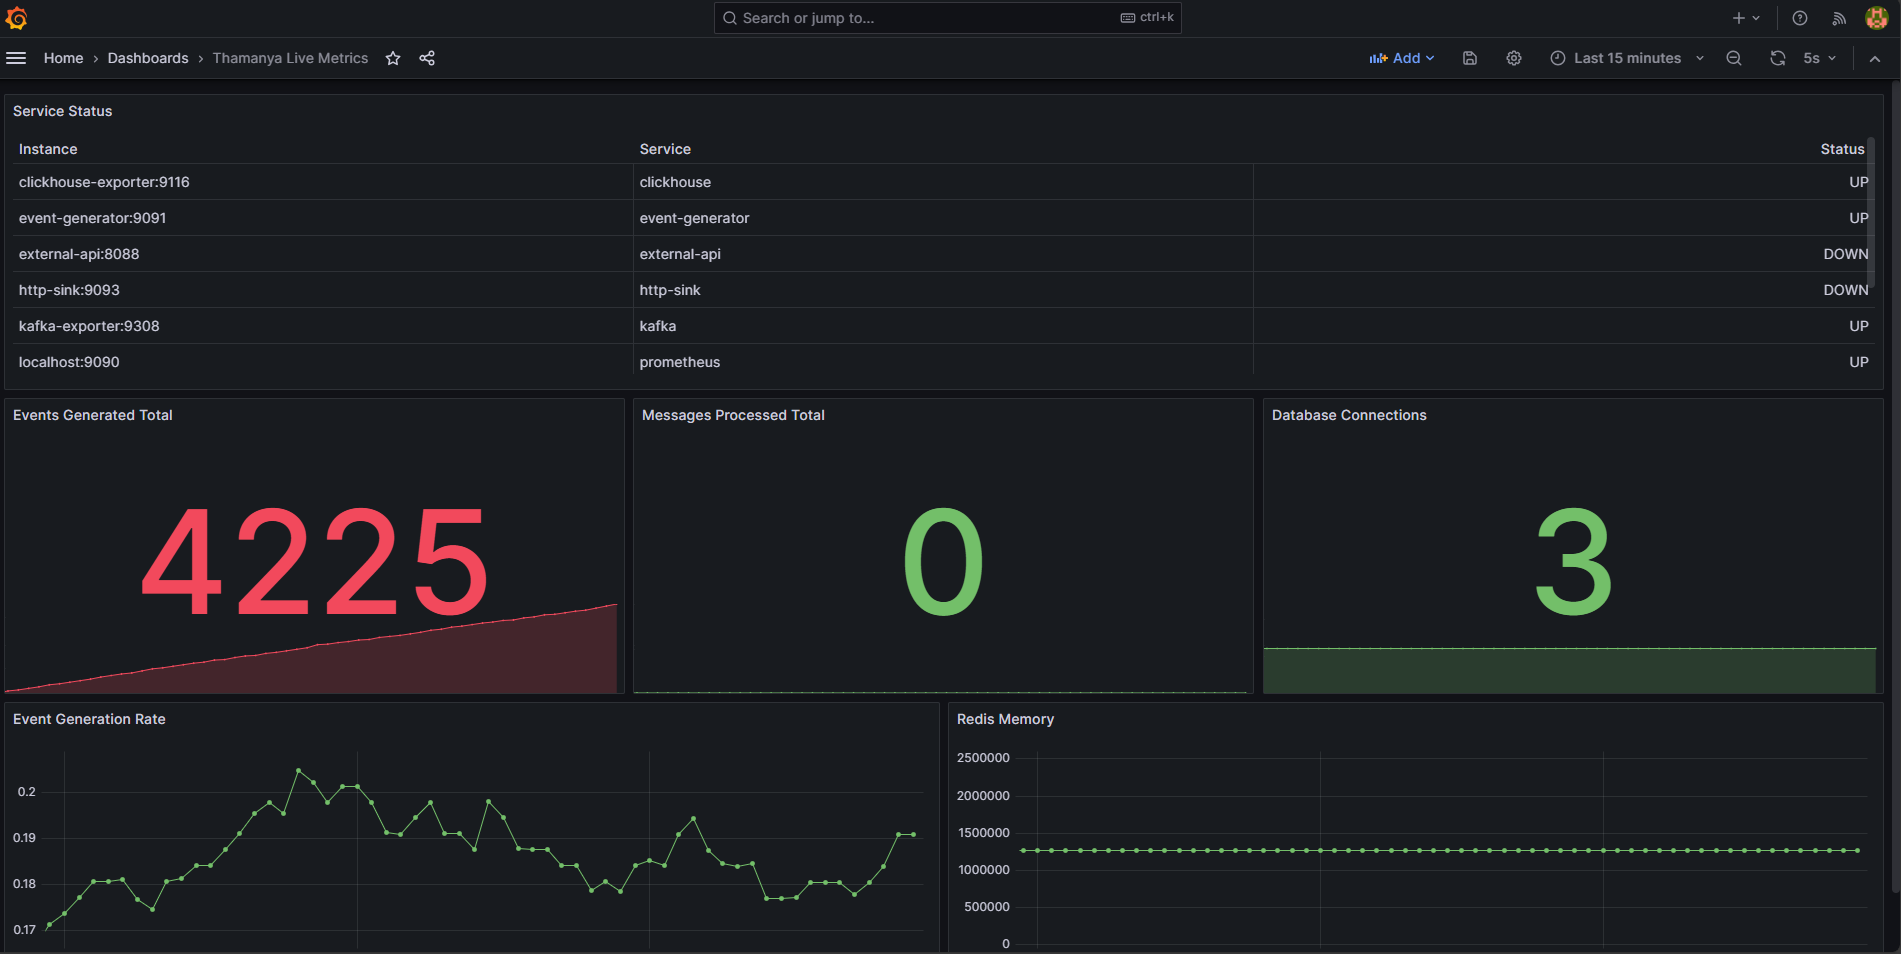 Search or jump to... ctrl+k
Home › Dashboards › Thamanya Live Metrics Add Last 15 minutes 5s
Service Status
Instance Service Status
clickhouse-exporter:9116 clickhouse UP
event-generator:9091 event-generator UP
external-api:8088 external-api DOWN
http-sink:9093 http-sink DOWN
kafka-exporter:9308 kafka UP
localhost:9090 prometheus UP
Events Generated Total
4225
Messages Processed Total
0
Database Connections
3
Event Generation Rate
0.2
0.19
0.18
0.17
Redis Memory
2500000
2000000
1500000
1000000
500000
0